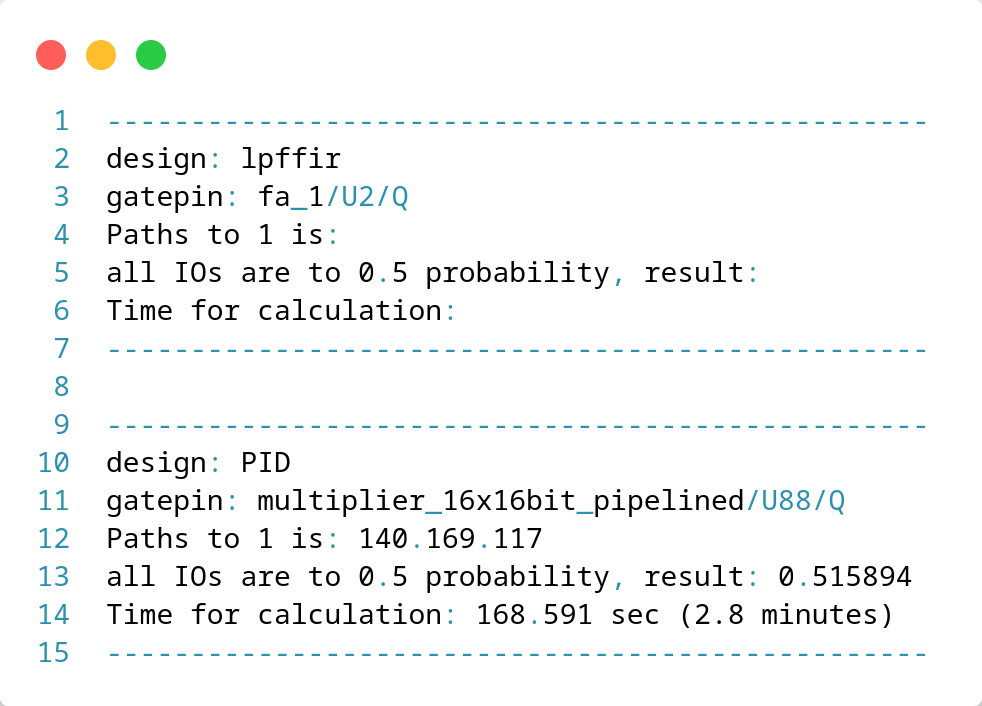 1 -------------------------------------------------
2 design: lpffir
3 gatepin: fa_1/U2/Q
4 Paths to 1 is:
5 all IOs are to 0.5 probability, result:
6 Time for calculation:
7 -------------------------------------------------
8
9 -------------------------------------------------
10 design: PID
11 gatepin: multiplier_16x16bit_pipelined/U88/Q
12 Paths to 1 is: 140.169.117
13 all IOs are to 0.5 probability, result: 0.515894
14 Time for calculation: 168.591 sec (2.8 minutes)
15 -------------------------------------------------